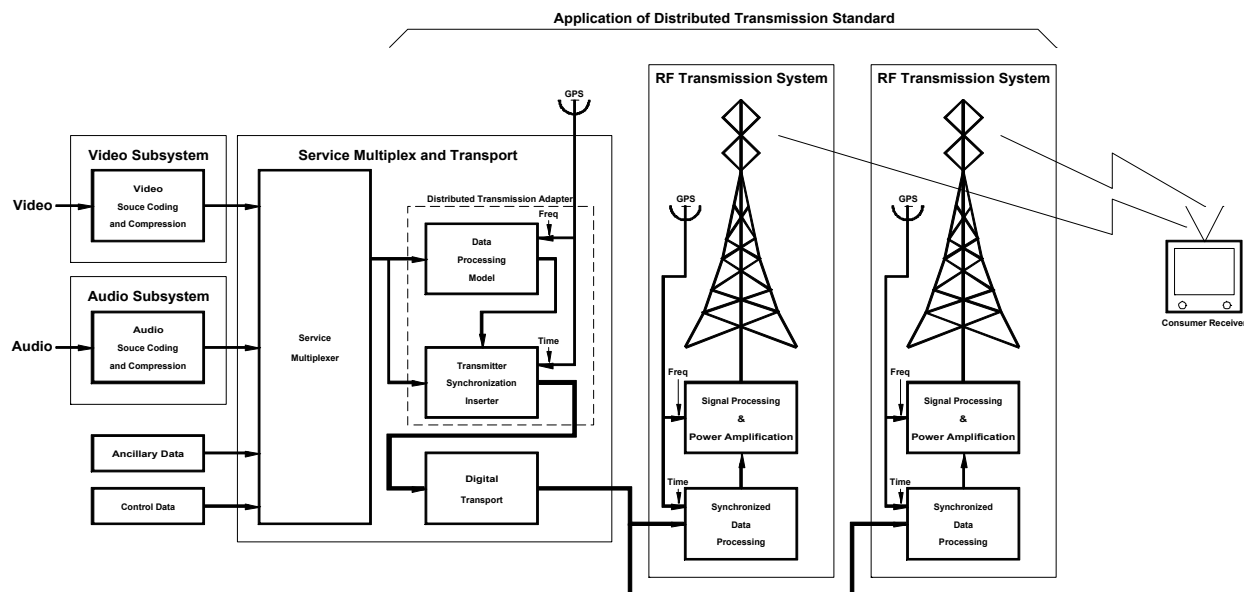 Application of Distributed Transmission Standard
RF Transmission System
RF Transmission System
GPS
Video Subsystem
Service Multiplex and Transport
Video
Video
Souce Coding
and Compression
Distributed Transmission Adapter
Freq
GPS
GPS
Data
Processing
Model
Audio Subsystem
Audio
Audio
Souce Coding
and Compression
Service
Multiplexer
Time
Transmitter
Synchronization
Inserter
Consumer Receiver
Freq
Signal Processing
&
Power Amplification
Freq
Signal Processing
&
Power Amplification
Ancillary Data
Control Data
Digital
Transport
Time
Synchronized
Data
Processing
Time
Synchronized
Data
Processing